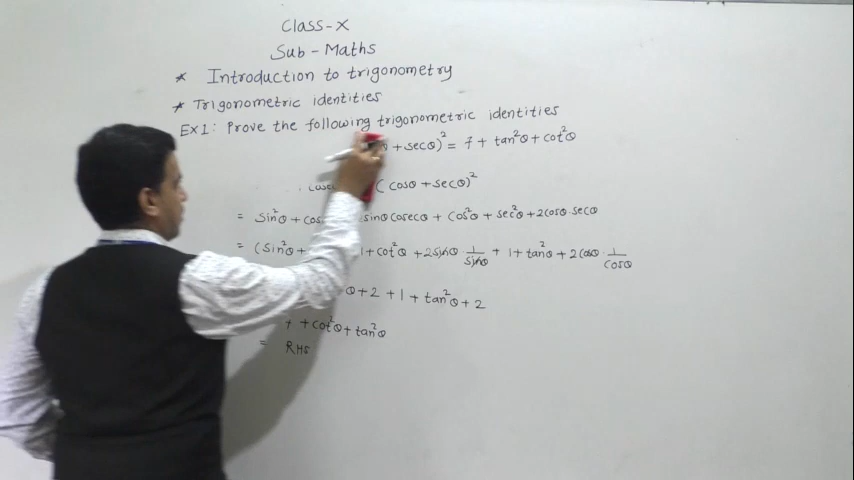 Class-X
Sub-Maths
* Introduction to trigonometry
* Trigonometric identities
EX1: Prove the following trigonometric identities
θ + secθ)² = 7 + tan²θ + cot²θ
(cosθ + secθ)²
= sin²θ + sinθ cosecθ + cos²θ + sec²θ + 2cosθ·secθ
= (sin²θ + 1 + cot²θ + 2sinθ · 1/sinθ + 1 + tan²θ + 2cosθ · 1/cosθ
θ + 2 + 1 + tan²θ + 2
+ cot²θ + tan²θ
= RHS